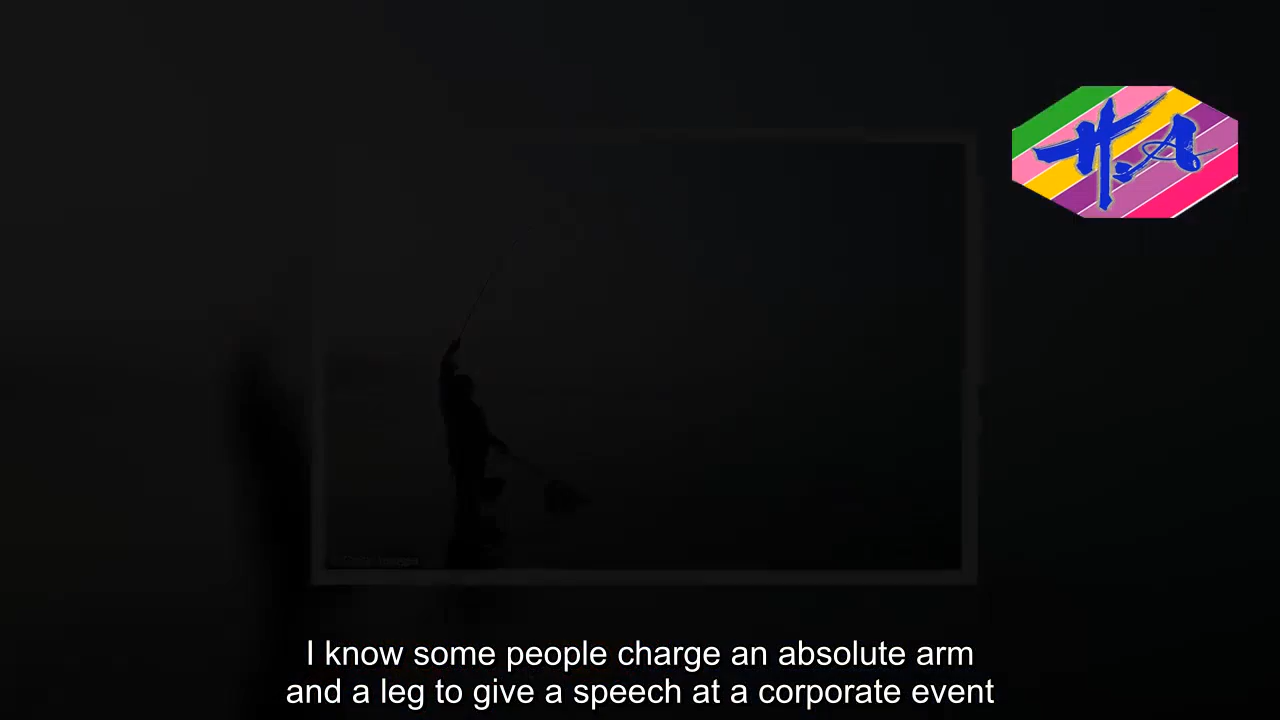 I know some people charge an absolute arm
and a leg to give a speech at a corporate event